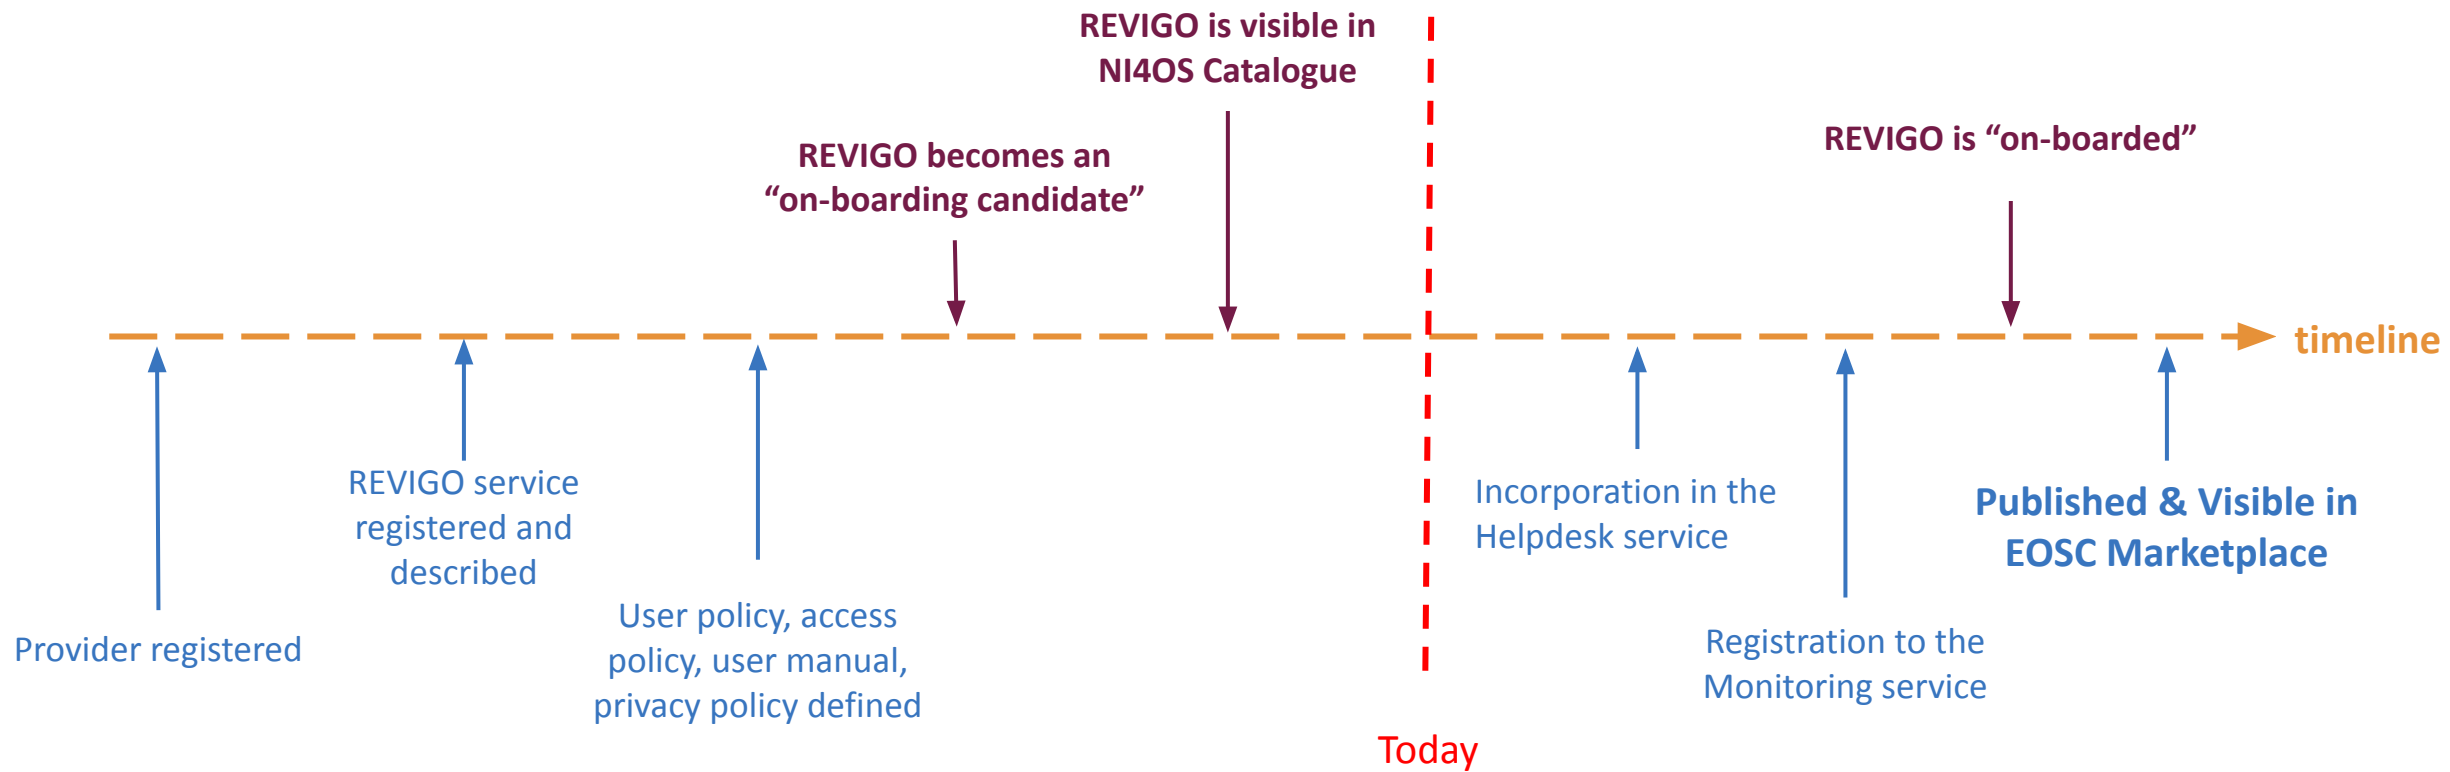 REVIGO is visible in
NI4OS Catalogue
REVIGO becomes an
“on-boarding candidate”
REVIGO is “on-boarded”
timeline
REVIGO service
registered and
described
Provider registered
User policy, access
policy, user manual,
privacy policy defined
Today
Incorporation in the
Helpdesk service
Registration to the
Monitoring service
Published & Visible in
EOSC Marketplace